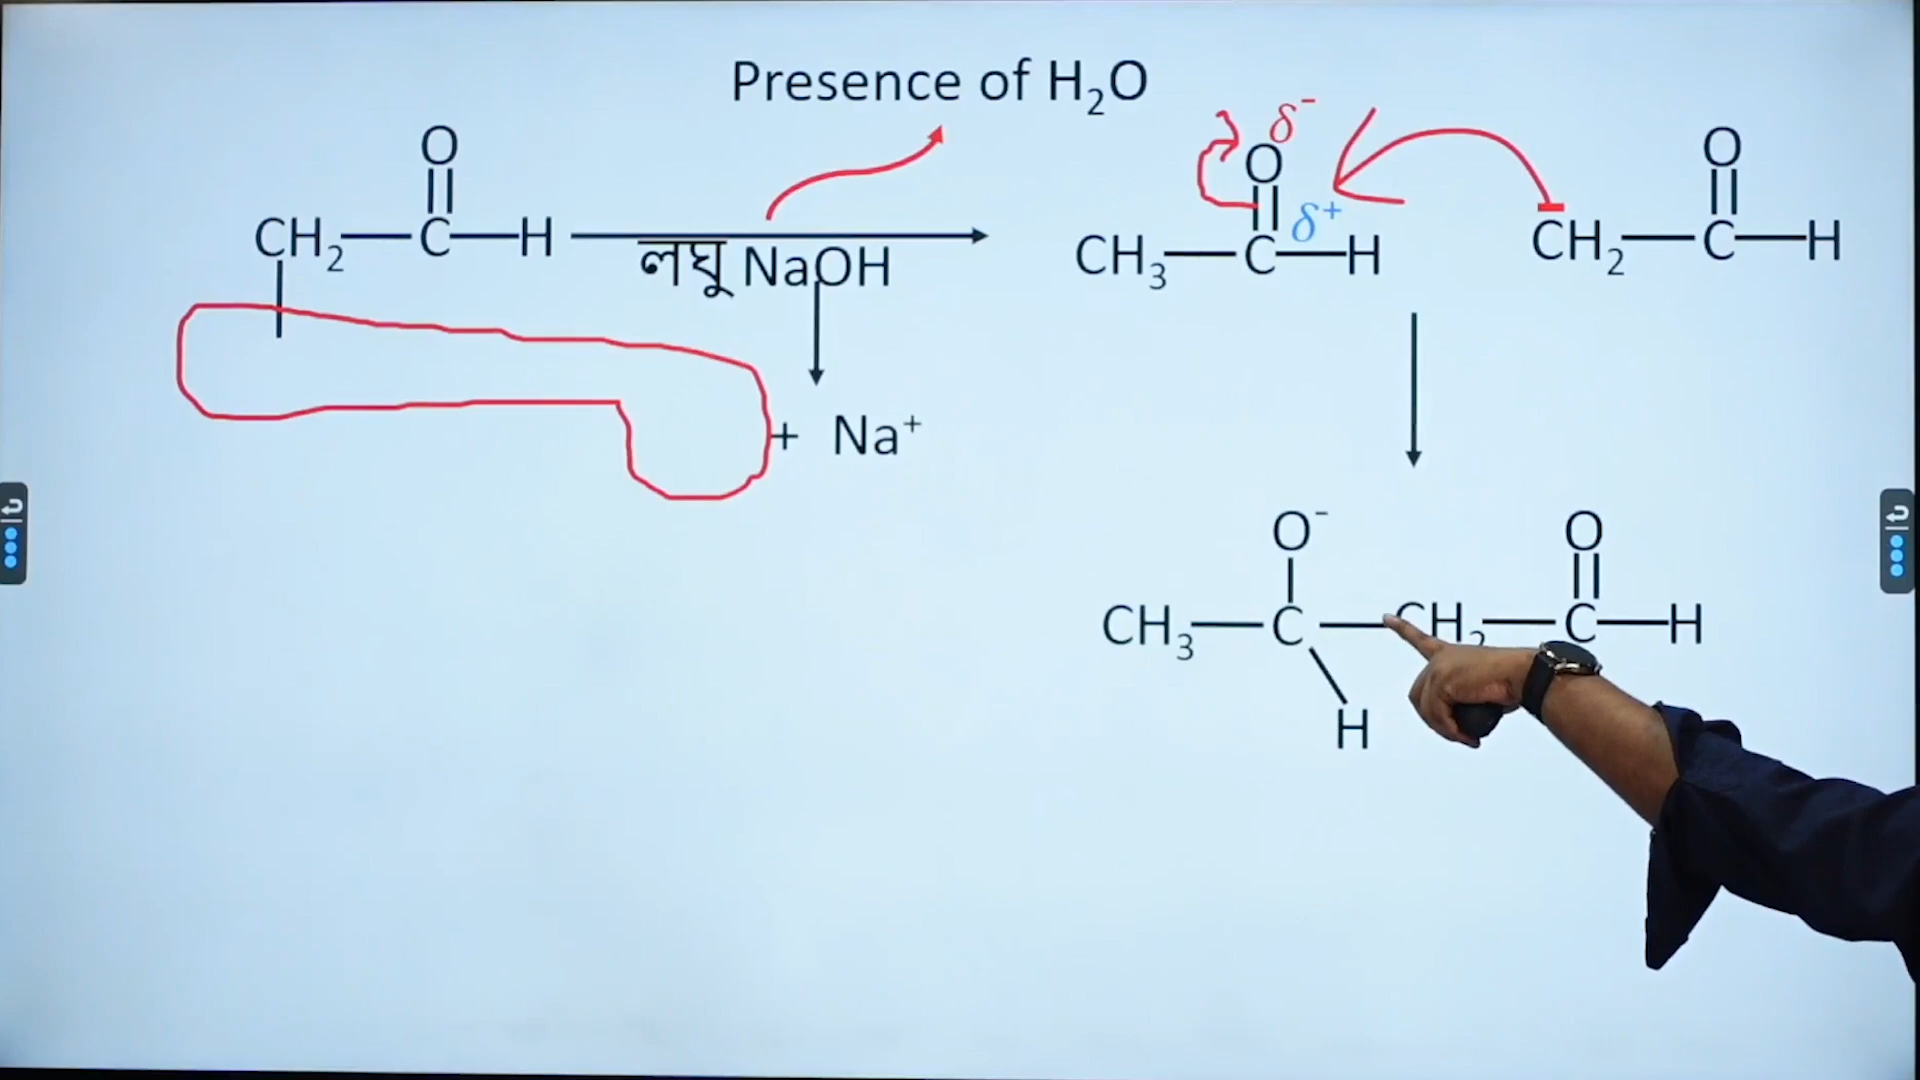 Presence of H₂O
O
CH₂—C—H
লঘু NaOH
+ Na⁺
δ⁻
O
δ⁺
CH₃—C—H
O
CH₂—C—H
O⁻
O
CH₃—C—CH₂—C—H
H